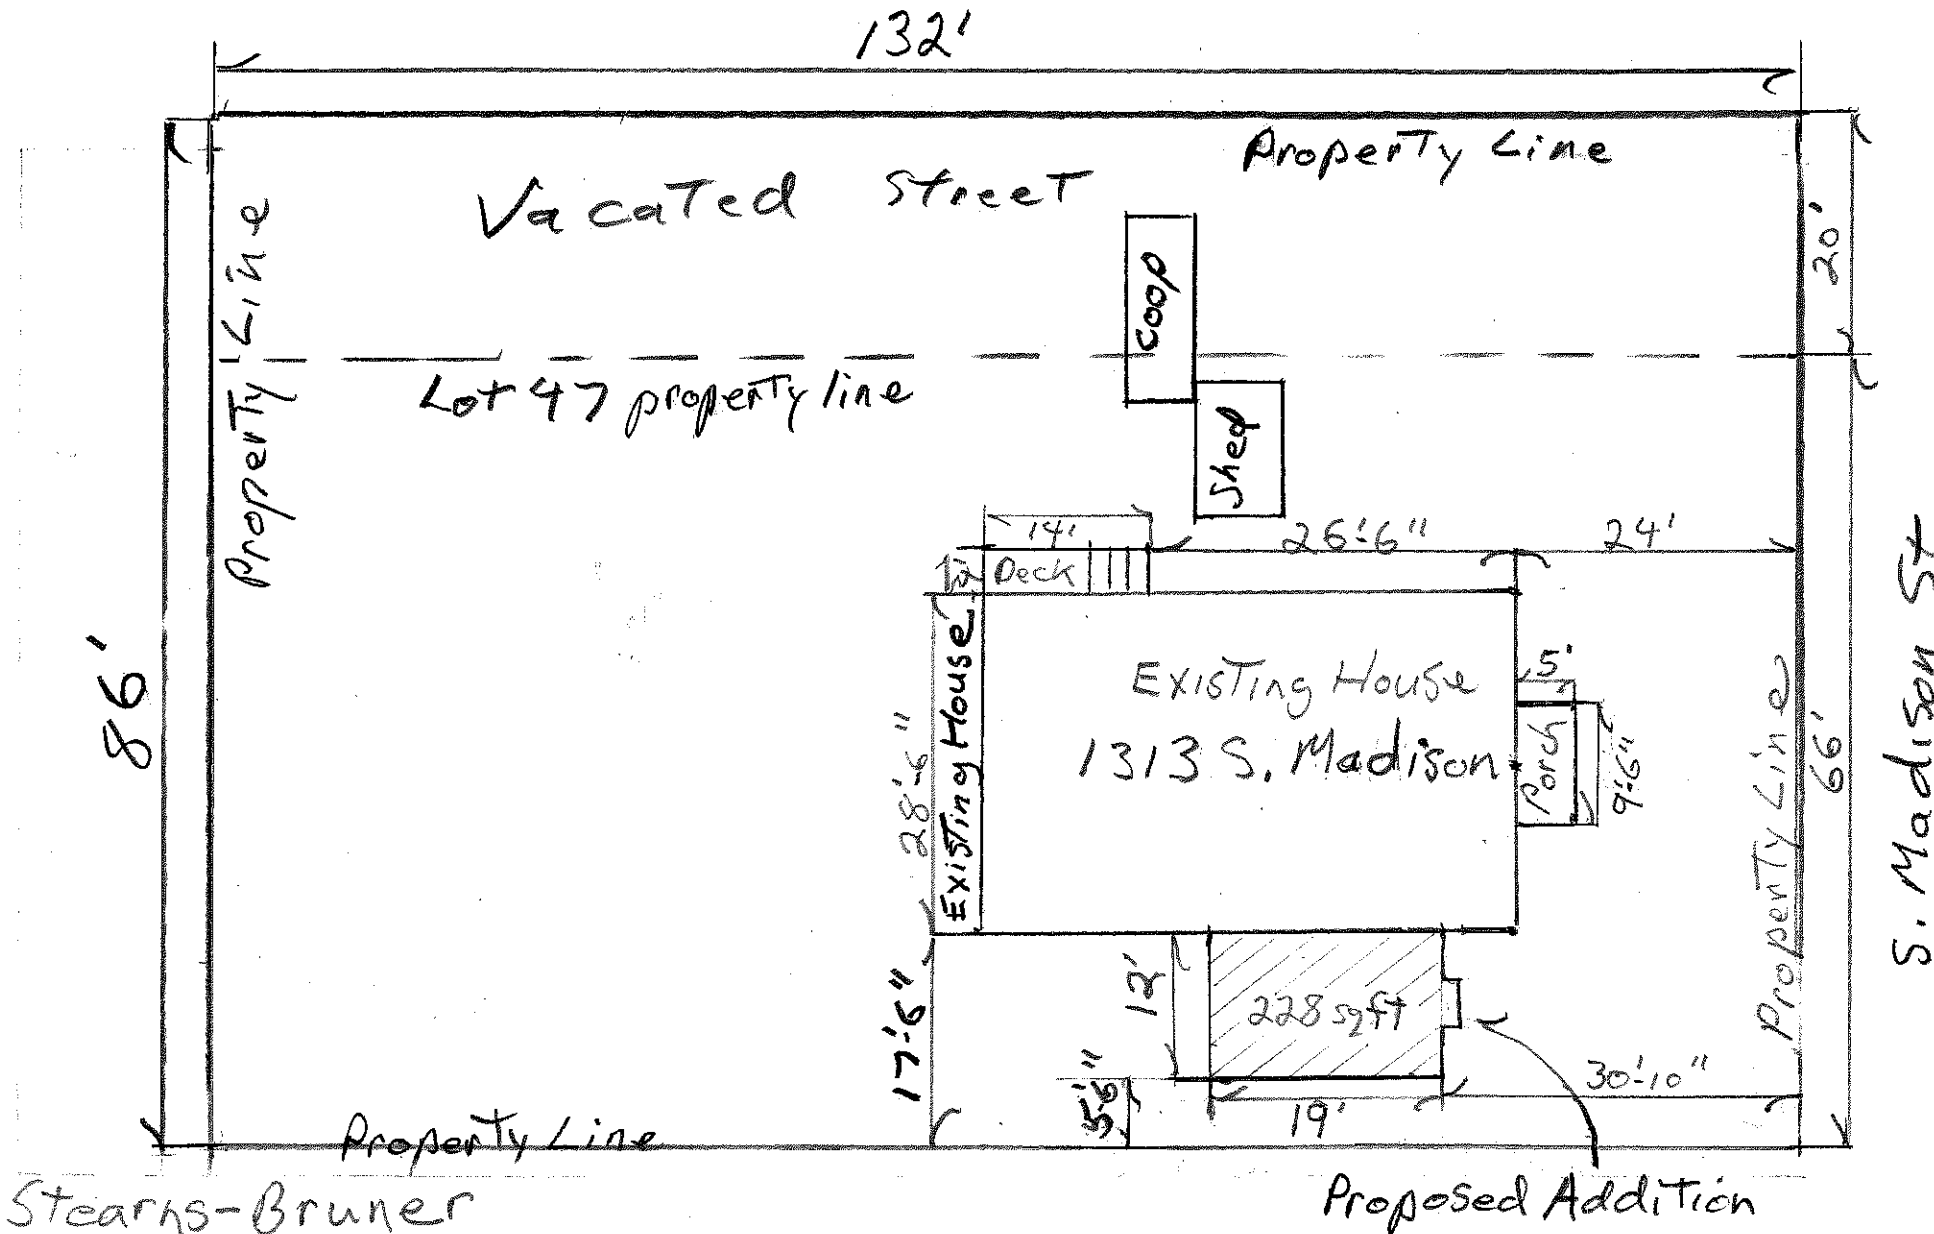 132'
Property Line
Vacated Street
20'
Property Line
Coop
Lot 47 property line
Shed
14'
26'-6"
24'
Deck
S. Madison St
86'
28'-6"
Existing House
Existing House
1313 S. Madison
5'
Porch
9'-6"
Property Line
66'
12'
228 sqft
17'-6"
5'-6"
19'
30'-10"
Property Line
Stearns-Bruner
Proposed Addition